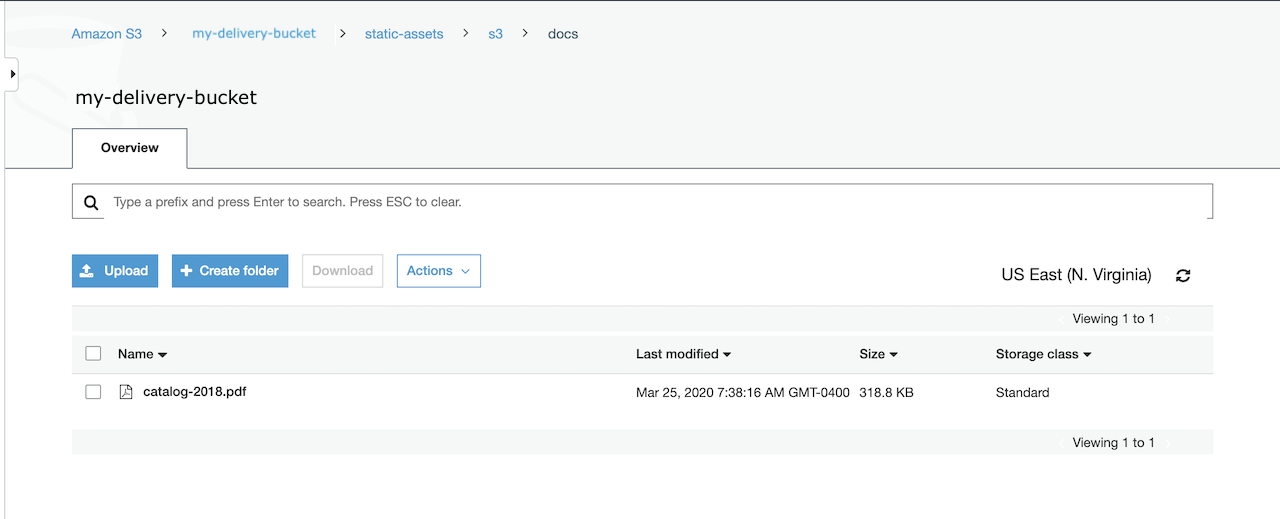 Amazon S3 > my-delivery-bucket > static-assets > s3 > docs
my-delivery-bucket
Overview
Type a prefix and press Enter to search. Press ESC to clear.
Upload + Create folder Download Actions
US East (N. Virginia)
Viewing 1 to 1
Name Last modified Size Storage class
catalog-2018.pdf Mar 25, 2020 7:38:16 AM GMT-0400 318.8 KB Standard
Viewing 1 to 1